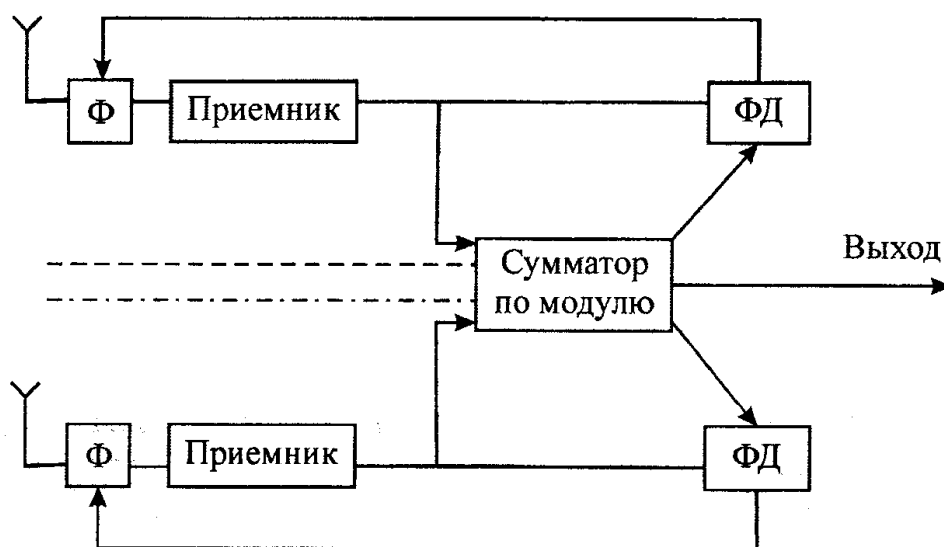 Ф
Приемник
ФД
Сумматор
по модулю
Выход
Ф
Приемник
ФД